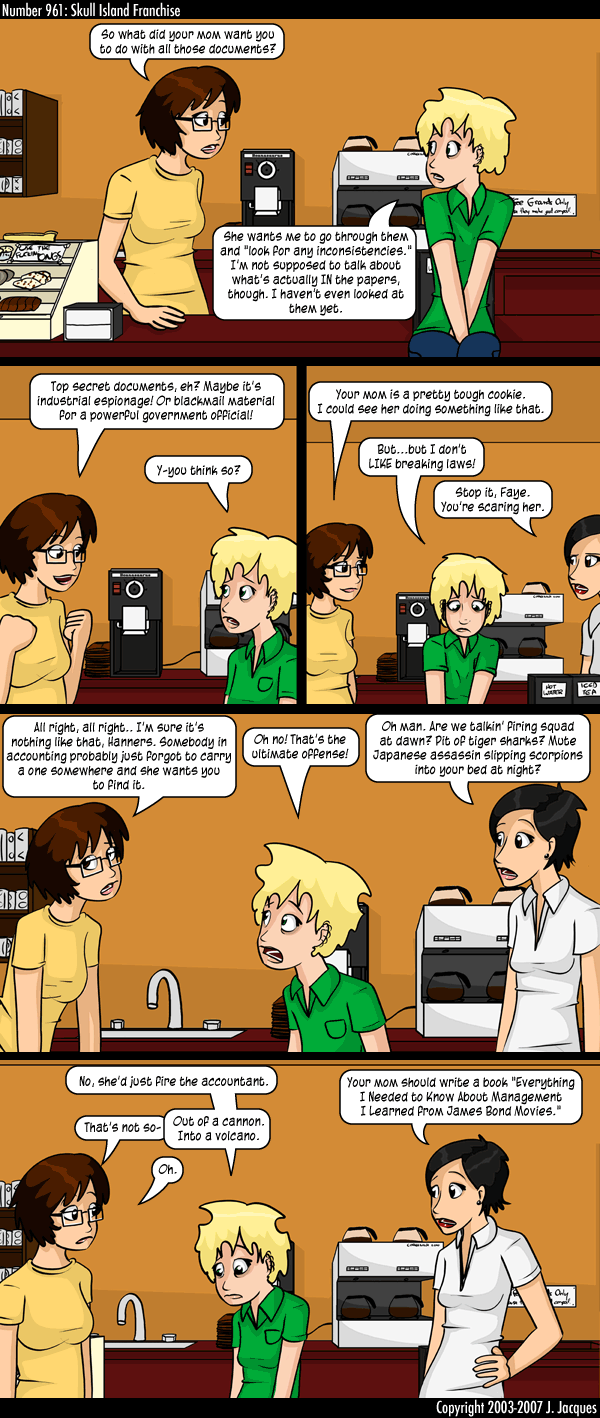 Number 961: Skull Island Franchise
So what did your mom want you
to do with all those documents?
She wants me to go through them
and "look for any inconsistencies."
I'm not supposed to talk about
what's actually IN the papers,
though. I haven't even looked at
them yet.
Top secret documents, eh? Maybe it's
industrial espionage! Or blackmail material
for a powerful government official!
Y-you think so?
Your mom is a pretty tough cookie.
I could see her doing something like that.
But...but I don't
LIKE breaking laws!
Stop it, Faye.
You're scaring her.
HOT
WATER
ICED
TEA
All right, all right.. I'm sure it's
nothing like that, Hanners. Somebody in
accounting probably just forgot to carry
a one somewhere and she wants you
to find it.
Oh no! That's the
ultimate offense!
Oh man. Are we talkin' firing squad
at dawn? Pit of tiger sharks? Mute
Japanese assassin slipping scorpions
into your bed at night?
No, she'd just fire the accountant.
That's not so-
Out of a cannon.
Into a volcano.
Oh.
Your mom should write a book "Everything
I Needed to Know About Management
I Learned from James Bond Movies."
Copyright 2003-2007 J. Jacques